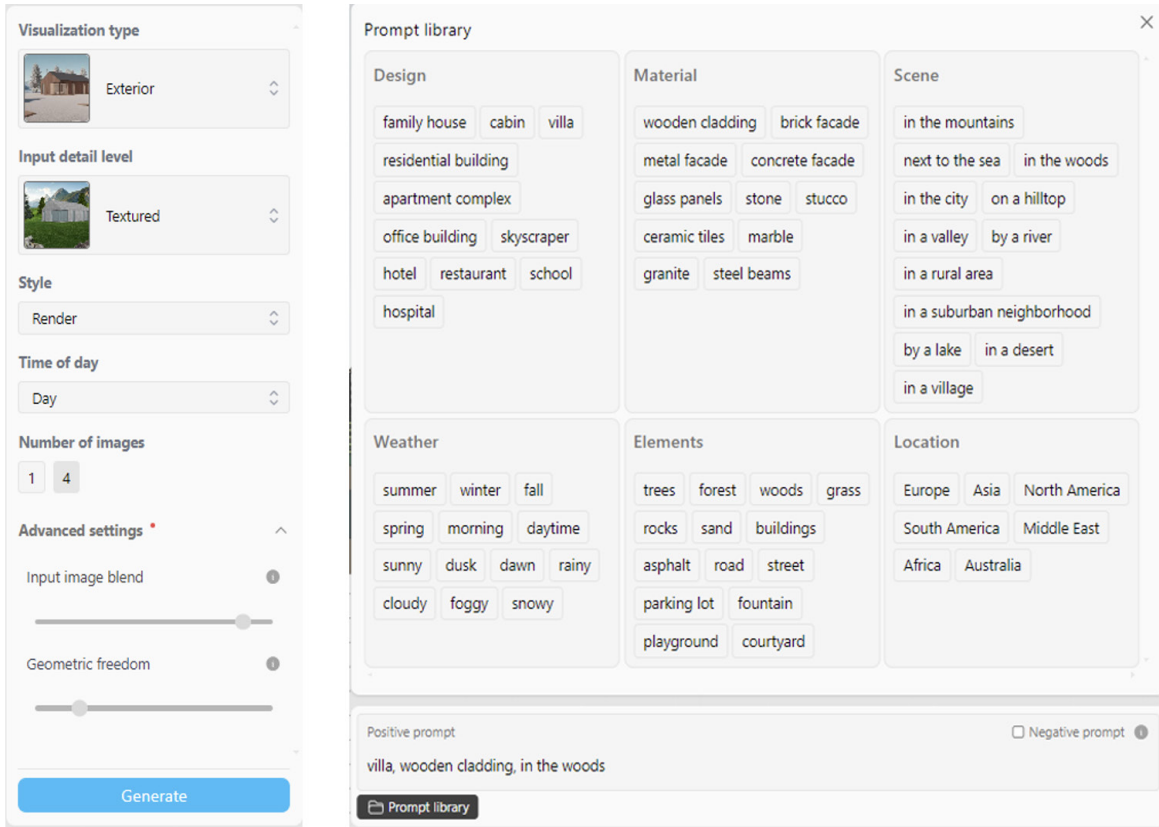 Visualization type
Exterior
Input detail level
Textured
Style
Render
Time of day
Day
Number of images
1 4
Advanced settings *
Input image blend
Geometric freedom
Generate
Prompt library
Design
family house cabin villa
residential building
apartment complex
office building skyscraper
hotel restaurant school
hospital
Material
wooden cladding brick facade
metal facade concrete facade
glass panels stone stucco
ceramic tiles marble
granite steel beams
Scene
in the mountains
next to the sea in the woods
in the city on a hilltop
in a valley by a river
in a rural area
in a suburban neighborhood
by a lake in a desert
in a village
Weather
summer winter fall
spring morning daytime
sunny dusk dawn rainy
cloudy foggy snowy
Elements
trees forest woods grass
rocks sand buildings
asphalt road street
parking lot fountain
playground courtyard
Location
Europe Asia North America
South America Middle East
Africa Australia
Positive prompt
Negative prompt
villa, wooden cladding, in the woods
Prompt library